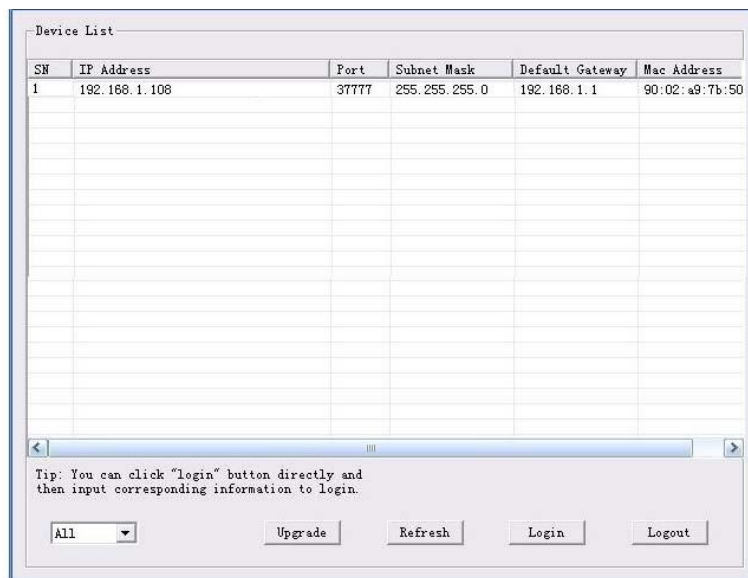 Device List
SN IP Address Port Subnet Mask Default Gateway Mac Address
1 192.168.1.108 37777 255.255.255.0 192.168.1.1 90:02:a9:7b:50
Tip: You can click "login" button directly and
then input corresponding information to login.
All Upgrade Refresh Login Logout